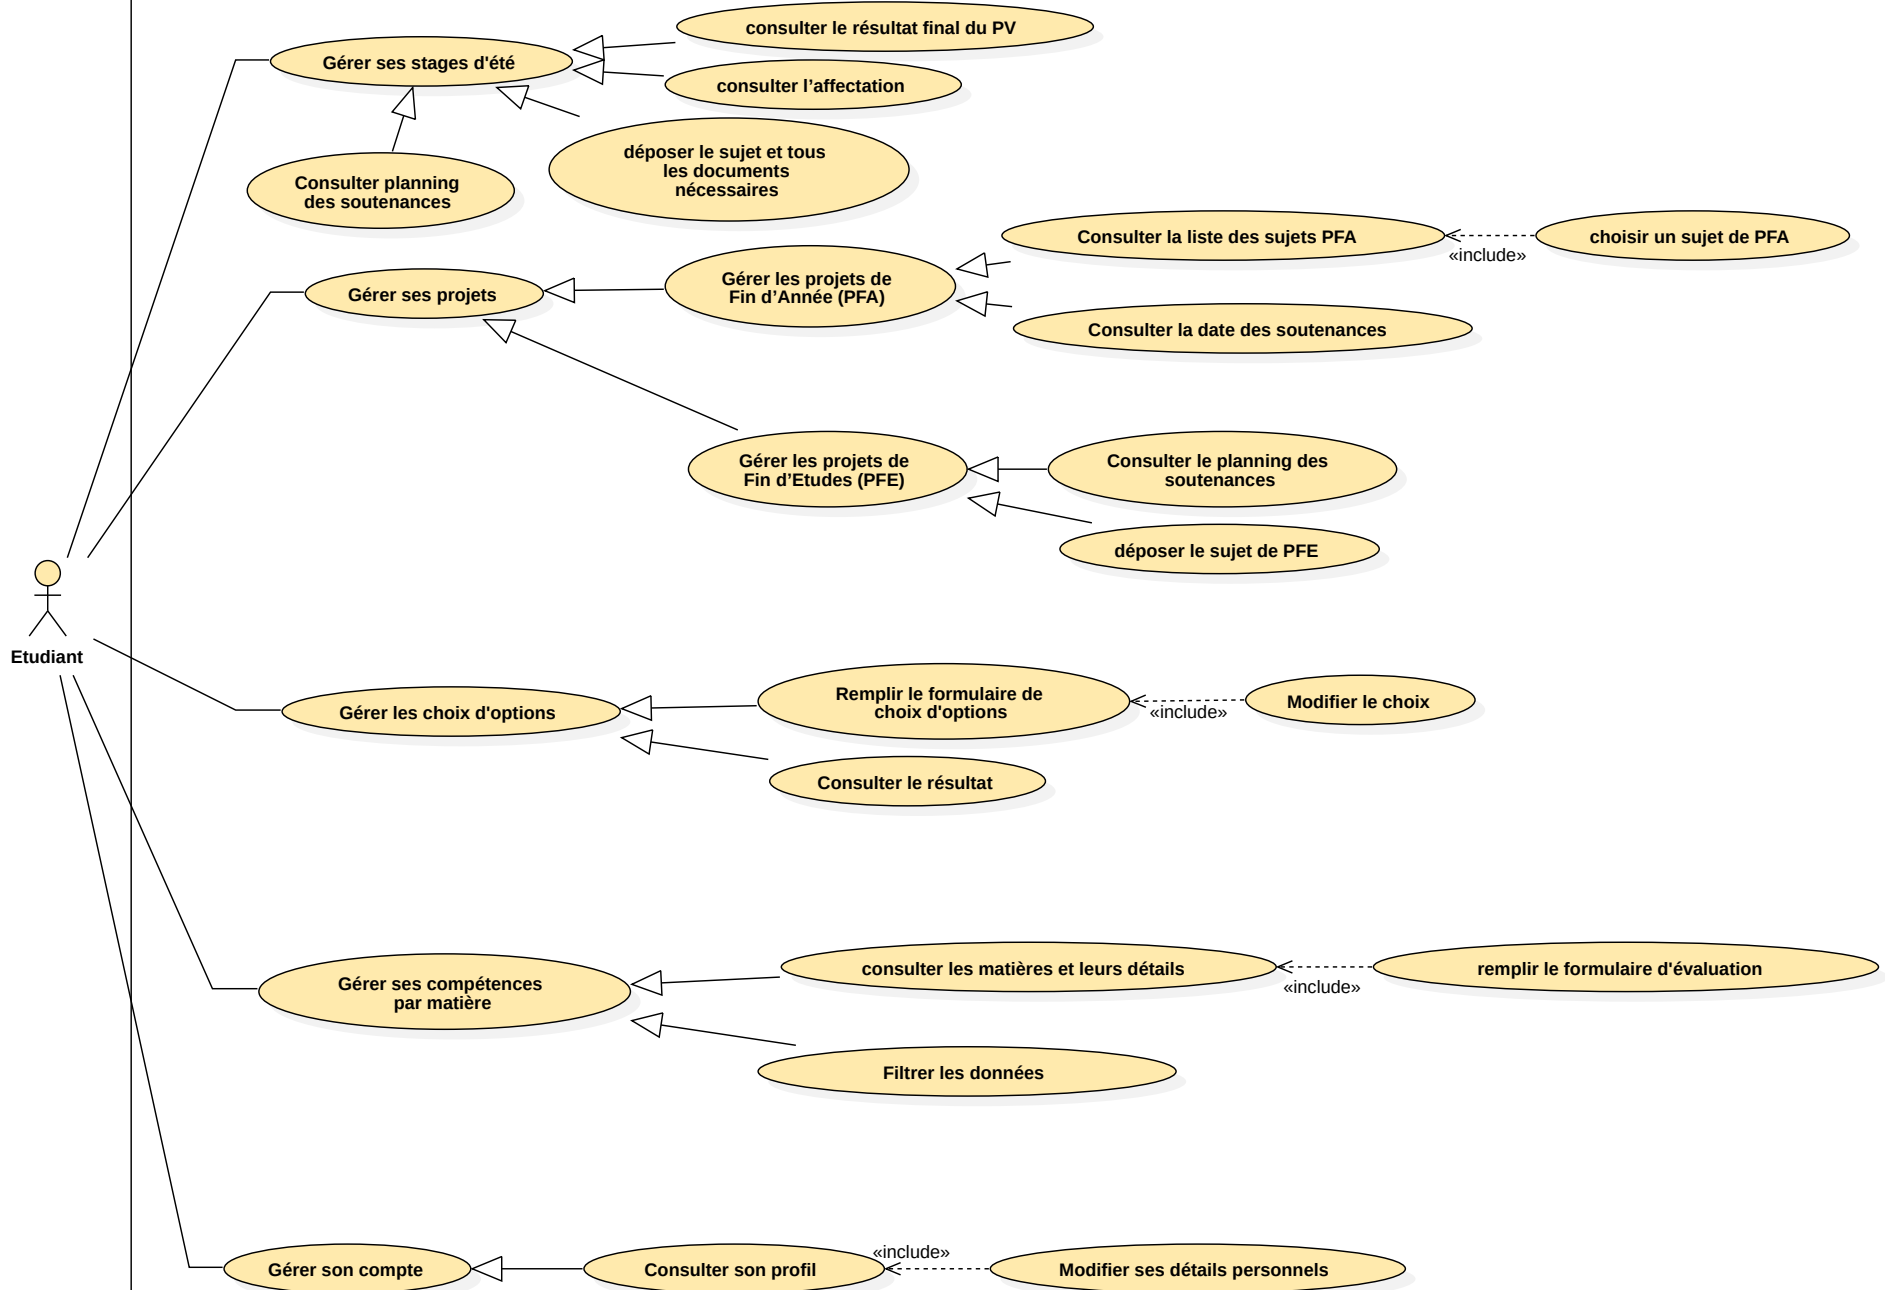 consulter le résultat final du PV
Gérer ses stages d'été
consulter l'affectation
déposer le sujet et tous
les documents
nécessaires
Consulter planning
des soutenances
Consulter la liste des sujets PFA
«include»
choisir un sujet de PFA
Gérer ses projets
Gérer les projets de
Fin d'Année (PFA)
Consulter la date des soutenances
Gérer les projets de
Fin d'Etudes (PFE)
Consulter le planning des
soutenances
déposer le sujet de PFE
Etudiant
Gérer les choix d'options
Remplir le formulaire de
choix d'options
«include»
Modifier le choix
Consulter le résultat
Gérer ses compétences
par matière
consulter les matières et leurs détails
«include»
remplir le formulaire d'évaluation
Filtrer les données
Gérer son compte
Consulter son profil
«include»
Modifier ses détails personnels